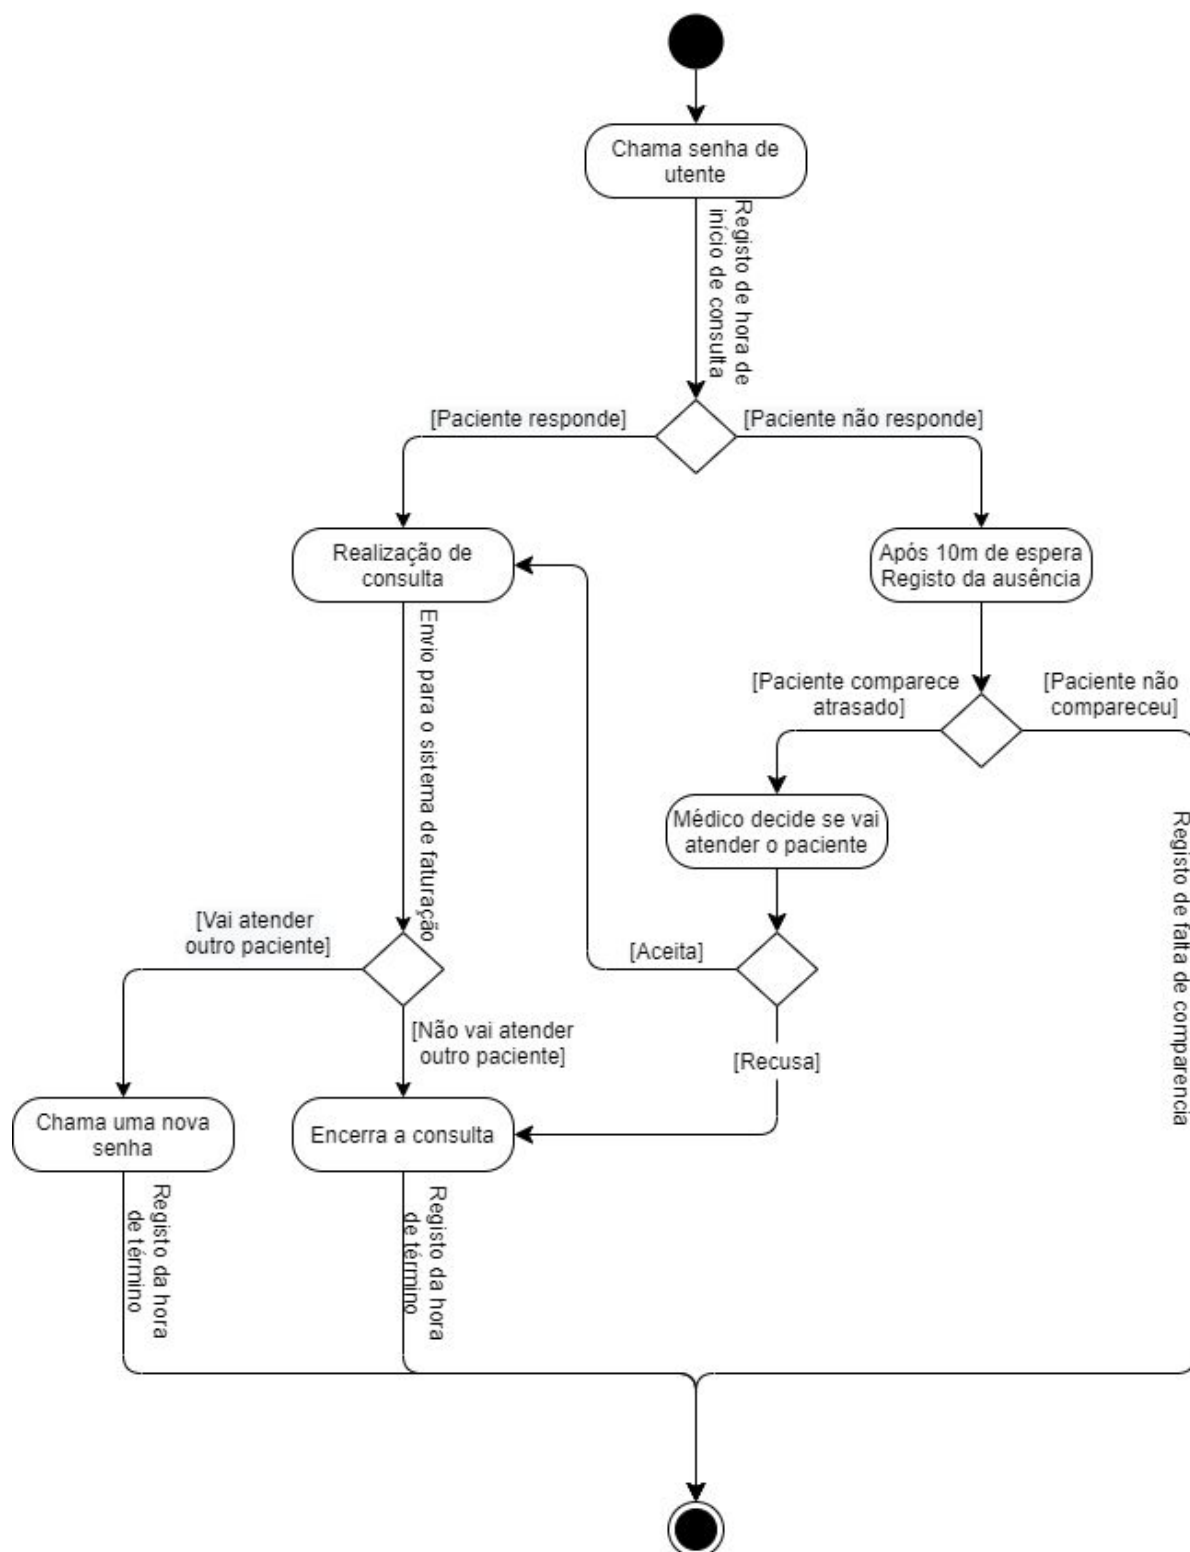 Chama senha de
utente
Registo de hora de
início de consulta
[Paciente responde]
[Paciente não responde]
Realização de
consulta
Após 10m de espera
Registo da ausência
Envio para o sistema de faturação
[Paciente comparece
atrasado]
[Paciente não
compareceu]
Médico decide se vai
atender o paciente
Registo de falta de comparencia
[Vai atender
outro paciente]
[Aceita]
[Não vai atender
outro paciente]
[Recusa]
Chama uma nova
senha
Encerra a consulta
Registo da hora
de término
Registo da hora
de término